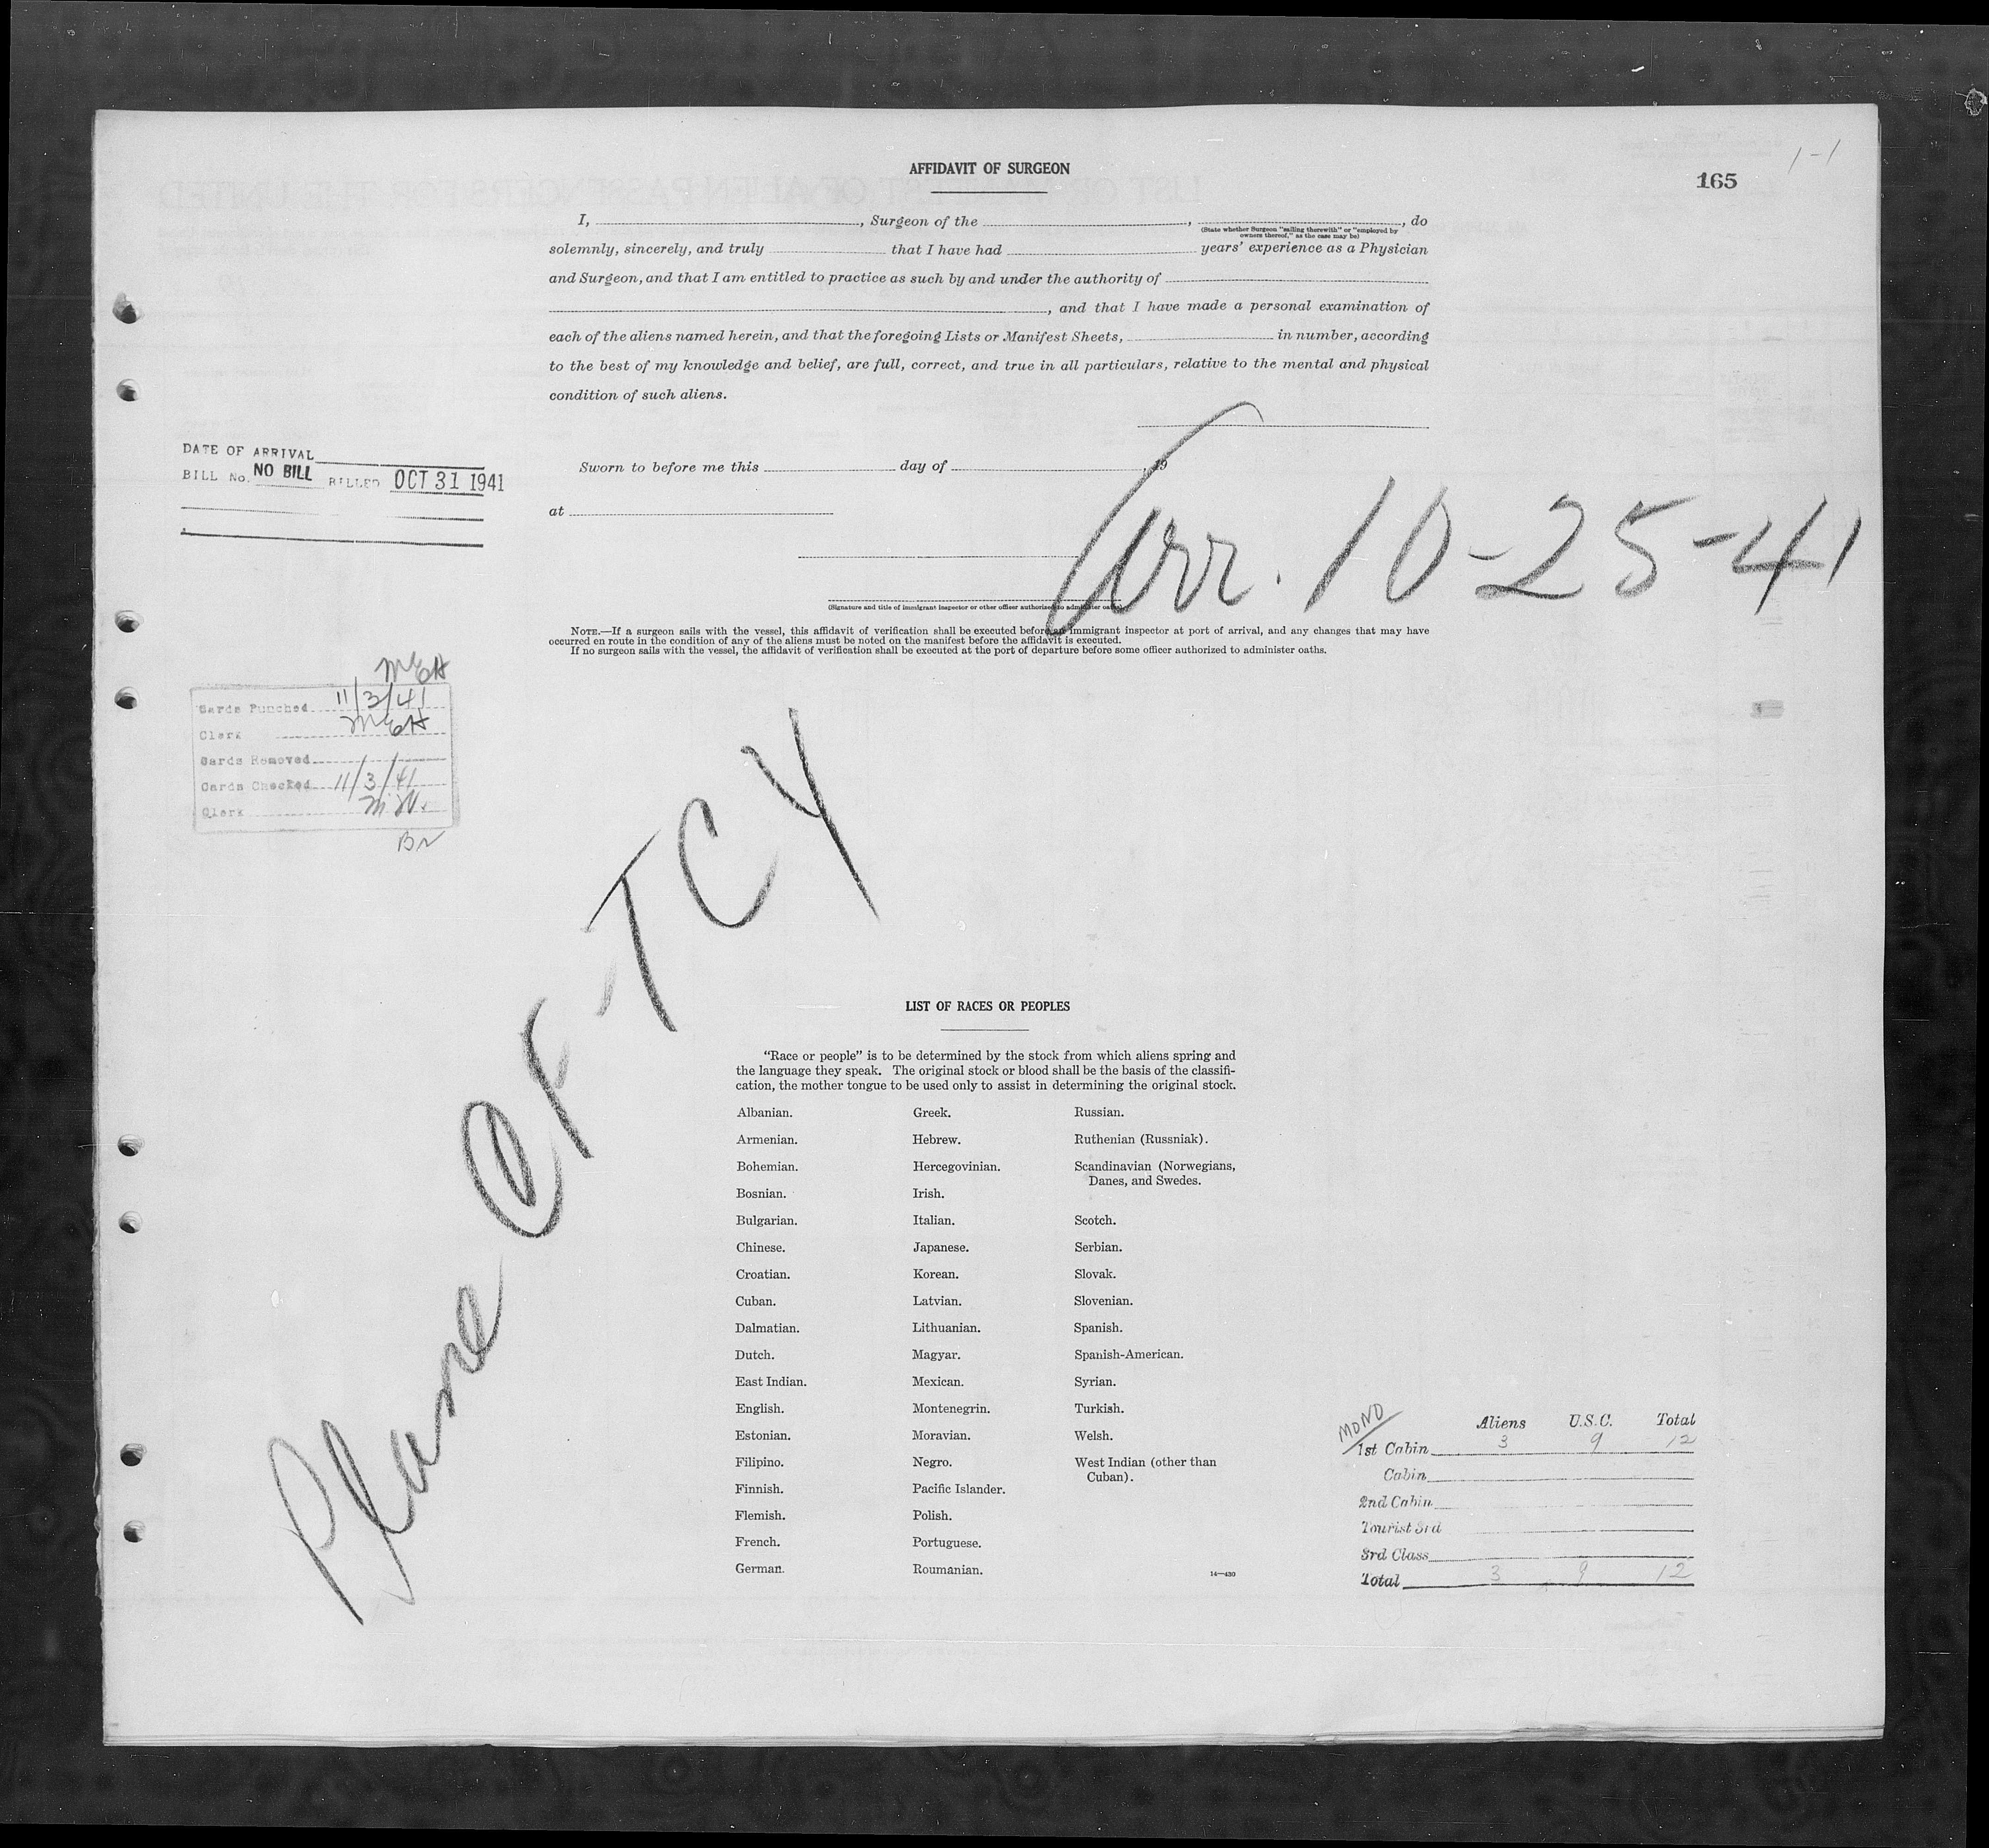 1-1
165
AFFIDAVIT OF SURGEON
I, , Surgeon of the , , do
(State whether Surgeon "sailing therewith" or "employed by
owners thereof," as the case may be)
solemnly, sincerely, and truly that I have had years' experience as a Physician
and Surgeon, and that I am entitled to practice as such by and under the authority of
, and that I have made a personal examination of
each of the aliens named herein, and that the foregoing Lists or Manifest Sheets, in number, according
to the best of my knowledge and belief, are full, correct, and true in all particulars, relative to the mental and physical
condition of such aliens.
DATE OF ARRIVAL
BILL No. NO BILL BILLED OCT 31 1941
Sworn to before me this day of , 19
at
Arr. 10-25-41
(Signature and title of immigrant inspector or other officer authorized to administer oaths)
NOTE.—If a surgeon sails with the vessel, this affidavit of verification shall be executed before an immigrant inspector at port of arrival, and any changes that may have
occurred en route in the condition of any of the aliens must be noted on the manifest before the affidavit is executed.
If no surgeon sails with the vessel, the affidavit of verification shall be executed at the port of departure before some officer authorized to administer oaths.
MEH
Cards Punched 11/3/41
Clerk MEH
Cards Removed
Cards Checked 11/3/41
Clerk
Plane CF-TCY
LIST OF RACES OR PEOPLES
"Race or people" is to be determined by the stock from which aliens spring and
the language they speak. The original stock or blood shall be the basis of the classifi-
cation, the mother tongue to be used only to assist in determining the original stock.
Albanian. Greek. Russian.
Armenian. Hebrew. Ruthenian (Russniak).
Bohemian. Hercegovinian. Scandinavian (Norwegians,
Danes, and Swedes.
Bosnian. Irish.
Bulgarian. Italian. Scotch.
Chinese. Japanese. Serbian.
Croatian. Korean. Slovak.
Cuban. Latvian. Slovenian.
Dalmatian. Lithuanian. Spanish.
Dutch. Magyar. Spanish-American.
East Indian. Mexican. Syrian.
English. Montenegrin. Turkish.
Estonian. Moravian. Welsh.
Filipino. Negro. West Indian (other than
Cuban).
Finnish. Pacific Islander.
Flemish. Polish.
French. Portuguese.
German. Roumanian.
14—430
MOND
Aliens U.S.C. Total
1st Cabin 3 9 12
Cabin
2nd Cabin
Tourist 3rd
3rd Class
Total 3 9 12